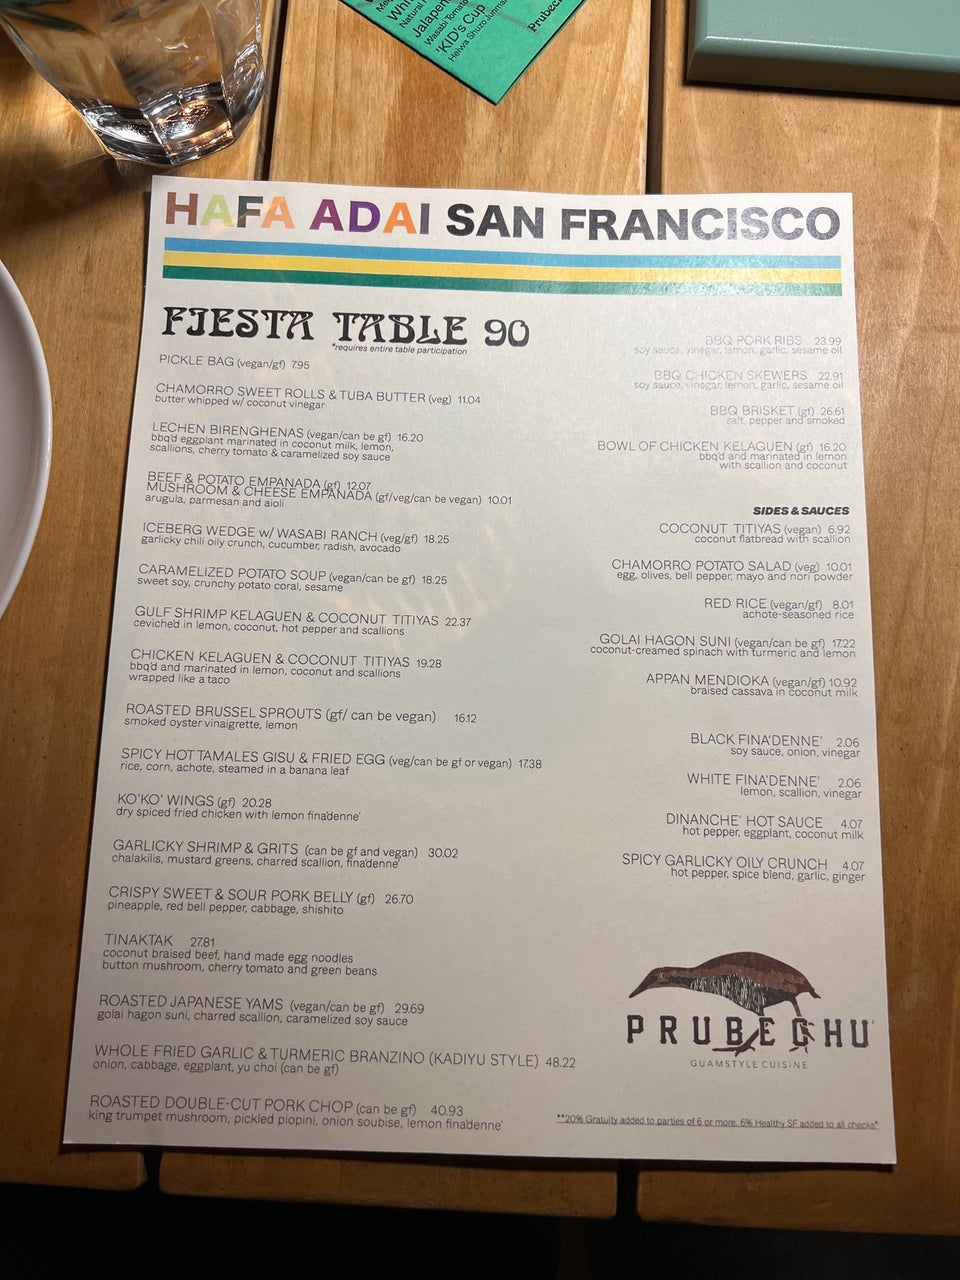 Jalapen
Wasabi Tomato
'KID's Cup
Heiwa Shuzo Junma
HAFA ADAI SAN FRANCISCO
FIESTA TABLE 90
*requires entire table participation
PICKLE BAG (vegan/gf) 7.95
CHAMORRO SWEET ROLLS & TUBA BUTTER (veg) 11.04
butter whipped w/ coconut vinegar
LECHEN BIRENGHENAS (vegan/can be gf) 16.20
bbq'd eggplant marinated in coconut milk, lemon,
scallions, cherry tomato & caramelized soy sauce
BEEF & POTATO EMPANADA (gf) 12.07
MUSHROOM & CHEESE EMPANADA (gf/veg/can be vegan) 10.01
arugula, parmesan and aioli
ICEBERG WEDGE w/ WASABI RANCH (veg/gf) 18.25
garlicky chili oily crunch, cucumber, radish, avocado
CARAMELIZED POTATO SOUP (vegan/can be gf) 18.25
sweet soy, crunchy potato coral, sesame
GULF SHRIMP KELAGUEN & COCONUT TITIYAS 22.37
ceviche'd in lemon, coconut, hot pepper and scallions
CHICKEN KELAGUEN & COCONUT TITIYAS 19.28
bbq'd and marinated in lemon, coconut and scallions
wrapped like a taco
ROASTED BRUSSEL SPROUTS (gf/ can be vegan) 16.12
smoked oyster vinaigrette, lemon
SPICY HOT TAMALES GISU & FRIED EGG (veg/can be gf or vegan) 17.38
rice, corn, achote, steamed in a banana leaf
KO'KO' WINGS (gf) 20.28
dry spiced fried chicken with lemon fina'denne'
GARLICKY SHRIMP & GRITS (can be gf and vegan) 30.02
chalakilis, mustard greens, charred scallion, fina'denne'
CRISPY SWEET & SOUR PORK BELLY (gf) 26.70
pineapple, red bell pepper, cabbage, shishito
TINAKTAK 27.81
coconut braised beef, hand made egg noodles
button mushroom, cherry tomato and green beans
ROASTED JAPANESE YAMS (vegan/can be gf) 29.69
golai hagon suni, charred scallion, caramelized soy sauce
WHOLE FRIED GARLIC & TURMERIC BRANZINO (KADIYU STYLE) 48.22
onion, cabbage, eggplant, yu choi (can be gf)
ROASTED DOUBLE-CUT PORK CHOP (can be gf) 40.93
king trumpet mushroom, pickled piopini, onion soubise, lemon fina'denne'
BBQ PORK RIBS 23.99
soy sauce, vinegar, lemon, garlic, sesame oil
BBQ CHICKEN SKEWERS 22.91
soy sauce, vinegar, lemon, garlic, sesame oil
BBQ BRISKET (gf) 26.61
salt, pepper and smoked
BOWL OF CHICKEN KELAGUEN (gf) 16.20
bbq'd and marinated in lemon
with scallion and coconut
SIDES & SAUCES
COCONUT TITIYAS (vegan) 6.92
coconut flatbread with scallion
CHAMORRO POTATO SALAD (veg) 10.01
egg, olives, bell pepper, mayo and nori powder
RED RICE (vegan/gf) 8.01
achote-seasoned rice
GOLAI HAGON SUNI (vegan/can be gf) 17.22
coconut-creamed spinach with turmeric and lemon
APPAN MENDIOKA (vegan/gf) 10.92
braised cassava in coconut milk
BLACK FINA'DENNE' 2.06
soy sauce, onion, vinegar
WHITE FINA'DENNE' 2.06
lemon, scallion, vinegar
DINANCHE' HOT SAUCE 4.07
hot pepper, eggplant, coconut milk
SPICY GARLICKY OILY CRUNCH 4.07
hot pepper, spice blend, garlic, ginger
PRUBECHU'
GUAMSTYLE CUISINE
**20% Gratuity added to parties of 6 or more. 6% Healthy SF added to all checks*